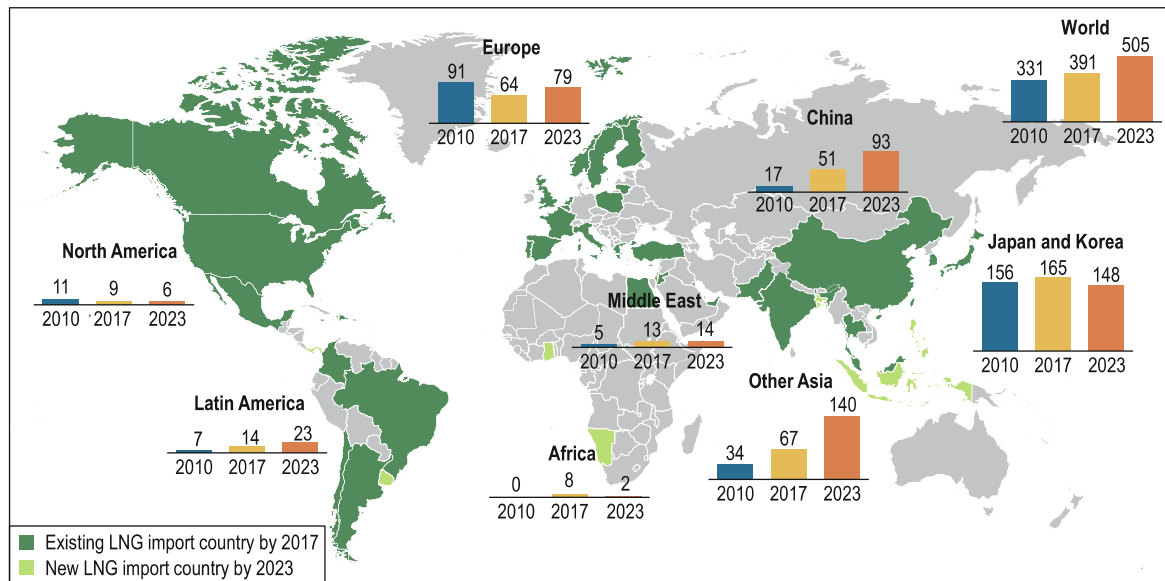 Europe
91 64 79
2010 2017 2023
World
331 391 505
2010 2017 2023
China
17 51 93
2010 2017 2023
North America
11 9 6
2010 2017 2023
Japan and Korea
156 165 148
2010 2017 2023
Middle East
5 13 14
2010 2017 2023
Latin America
7 14 23
2010 2017 2023
Other Asia
34 67 140
2010 2017 2023
Africa
0 8 2
2010 2017 2023
Existing LNG import country by 2017
New LNG import country by 2023